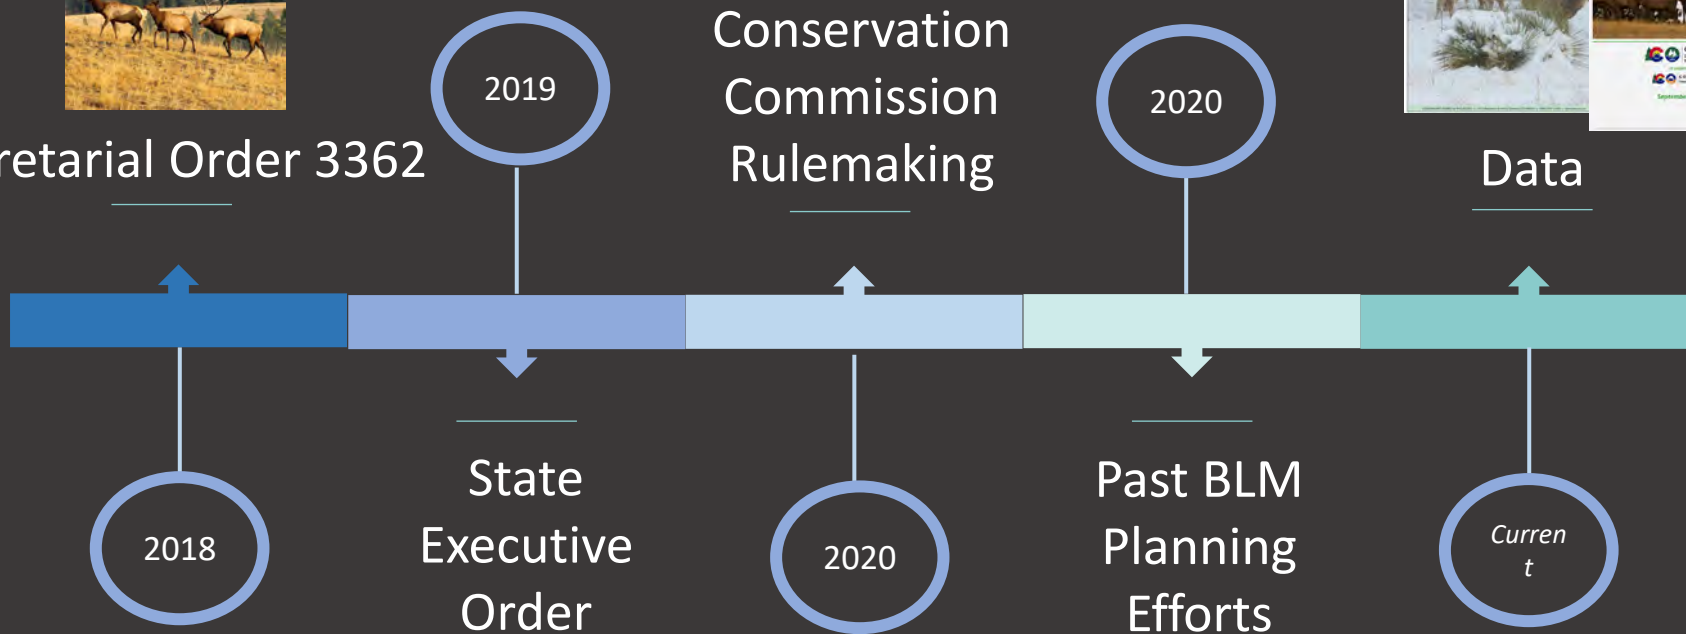 retarial Order 3362
2018
2019
State
Executive
Order
Conservation
Commission
Rulemaking
2020
2020
Past BLM
Planning
Efforts
Data
Curren
t